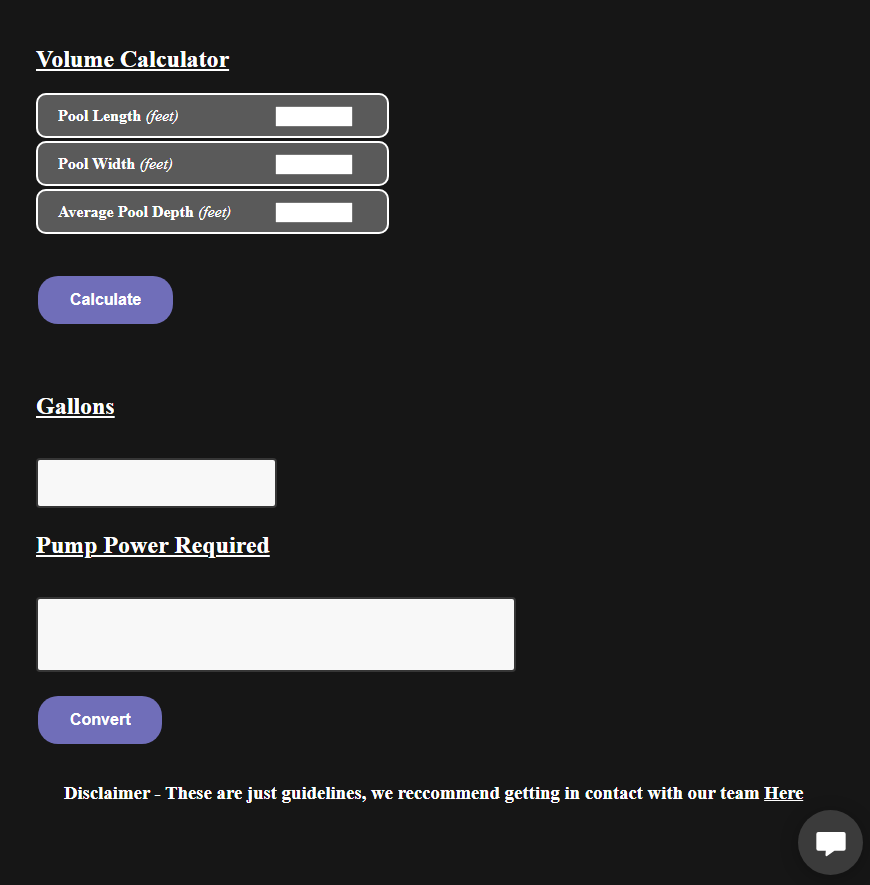 Volume Calculator
Pool Length (feet)
Pool Width (feet)
Average Pool Depth (feet)
Calculate
Gallons
Pump Power Required
Convert
Disclaimer - These are just guidelines, we reccommend getting in contact with our team Here